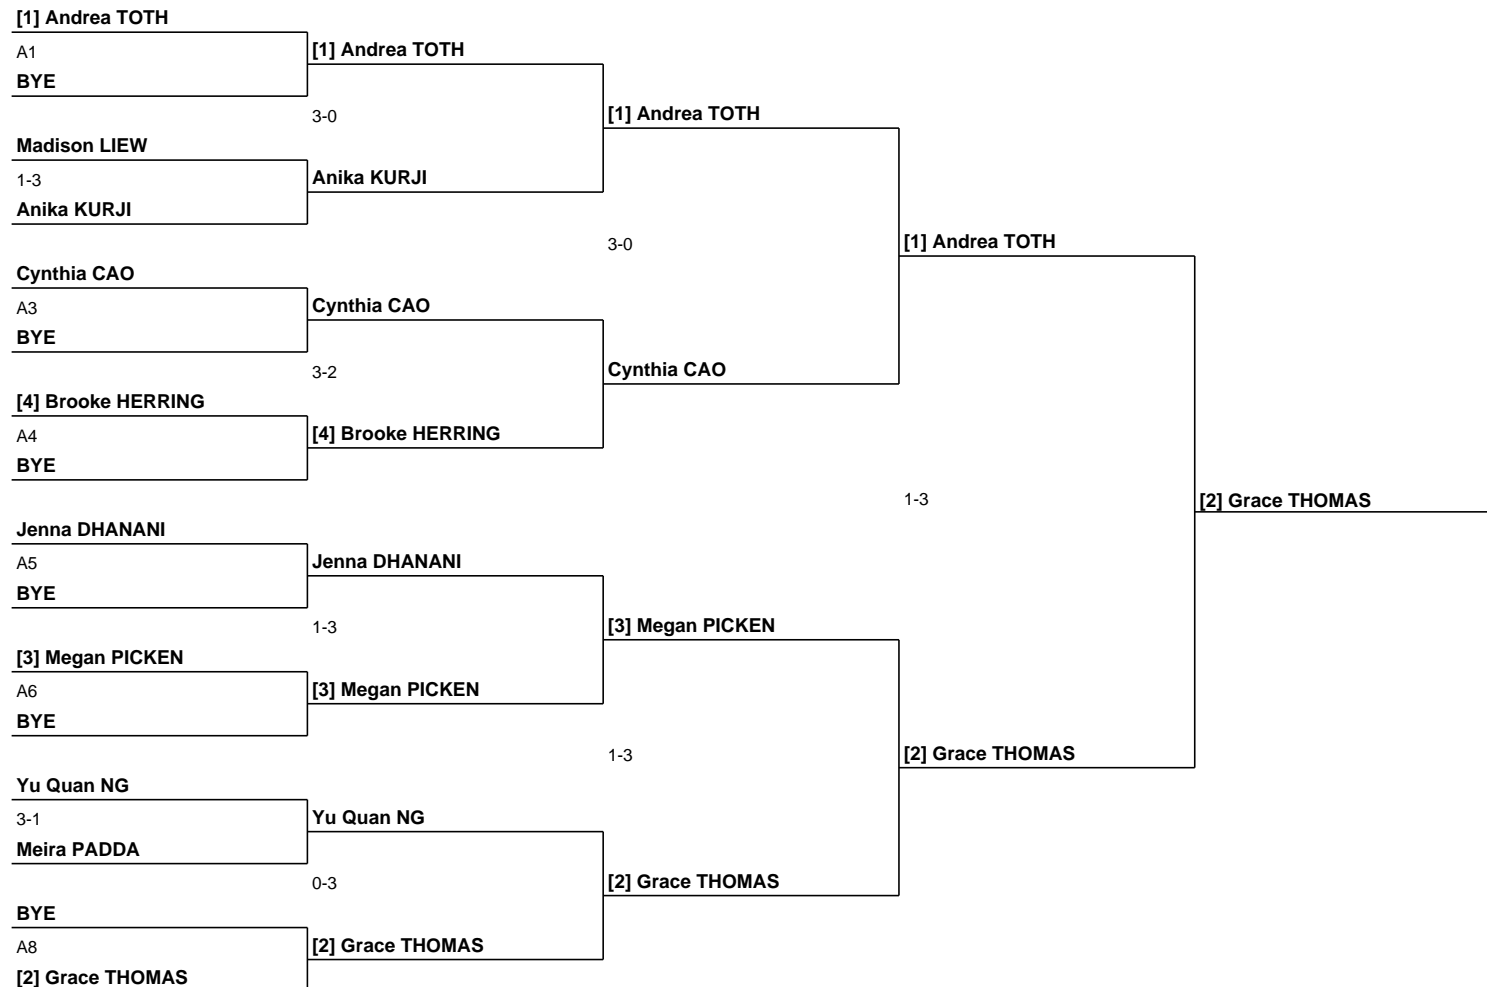 [1] Andrea TOTH
A1
BYE
[1] Andrea TOTH
3-0
Madison LIEW
1-3
Anika KURJI
Anika KURJI
[1] Andrea TOTH
3-0
Cynthia CAO
A3
BYE
Cynthia CAO
3-2
[4] Brooke HERRING
A4
BYE
[4] Brooke HERRING
Cynthia CAO
[1] Andrea TOTH
1-3
Jenna DHANANI
A5
BYE
Jenna DHANANI
1-3
[3] Megan PICKEN
A6
BYE
[3] Megan PICKEN
[3] Megan PICKEN
1-3
Yu Quan NG
3-1
Meira PADDA
Yu Quan NG
0-3
BYE
A8
[2] Grace THOMAS
[2] Grace THOMAS
[2] Grace THOMAS
[2] Grace THOMAS
[2] Grace THOMAS